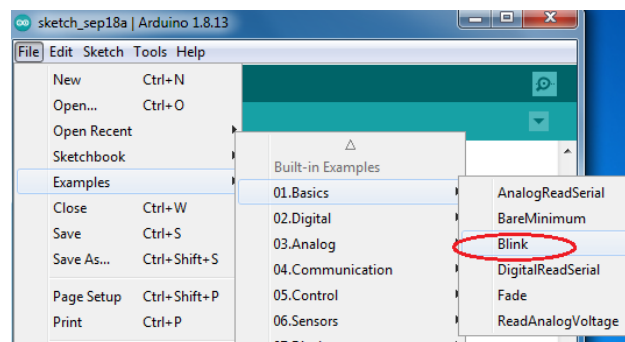 sketch_sep18a | Arduino 1.8.13
File Edit Sketch Tools Help
New Ctrl+N
Open... Ctrl+O
Open Recent
Sketchbook
Examples
Close Ctrl+W
Save Ctrl+S
Save As... Ctrl+Shift+S
Page Setup Ctrl+Shift+P
Print Ctrl+P
Built-in Examples
01.Basics
02.Digital
03.Analog
04.Communication
05.Control
06.Sensors
AnalogReadSerial
BareMinimum
Blink
DigitalReadSerial
Fade
ReadAnalogVoltage